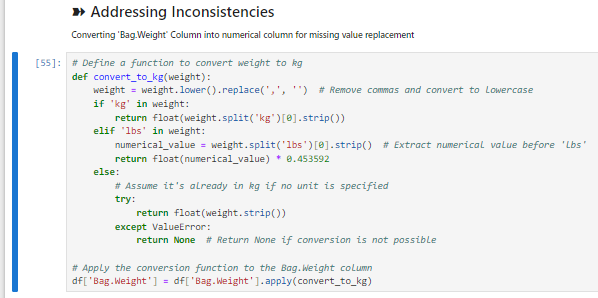 ➽ Addressing Inconsistencies
Converting 'Bag.Weight' Column into numerical column for missing value replacement
[55]: # Define a function to convert weight to kg
def convert_to_kg(weight):
    weight = weight.lower().replace(',', '')  # Remove commas and convert to lowercase
    if 'kg' in weight:
        return float(weight.split('kg')[0].strip())
    elif 'lbs' in weight:
        numerical_value = weight.split('lbs')[0].strip()  # Extract numerical value before 'lbs'
        return float(numerical_value) * 0.453592
    else:
        # Assume it's already in kg if no unit is specified
        try:
            return float(weight.strip())
        except ValueError:
            return None  # Return None if conversion is not possible
# Apply the conversion function to the Bag.Weight column
df['Bag.Weight'] = df['Bag.Weight'].apply(convert_to_kg)